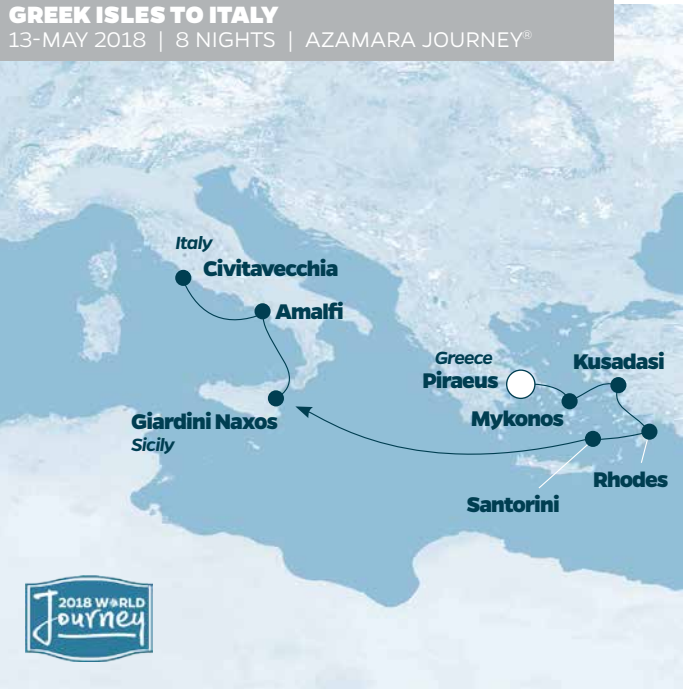 GREEK ISLES TO ITALY
13-MAY 2018 | 8 NIGHTS | AZAMARA JOURNEY®
Italy
Civitavecchia
Amalfi
Greece
Piraeus
Kusadasi
Mykonos
Giardini Naxos
Sicily
Rhodes
Santorini
2018 WORLD
Journey